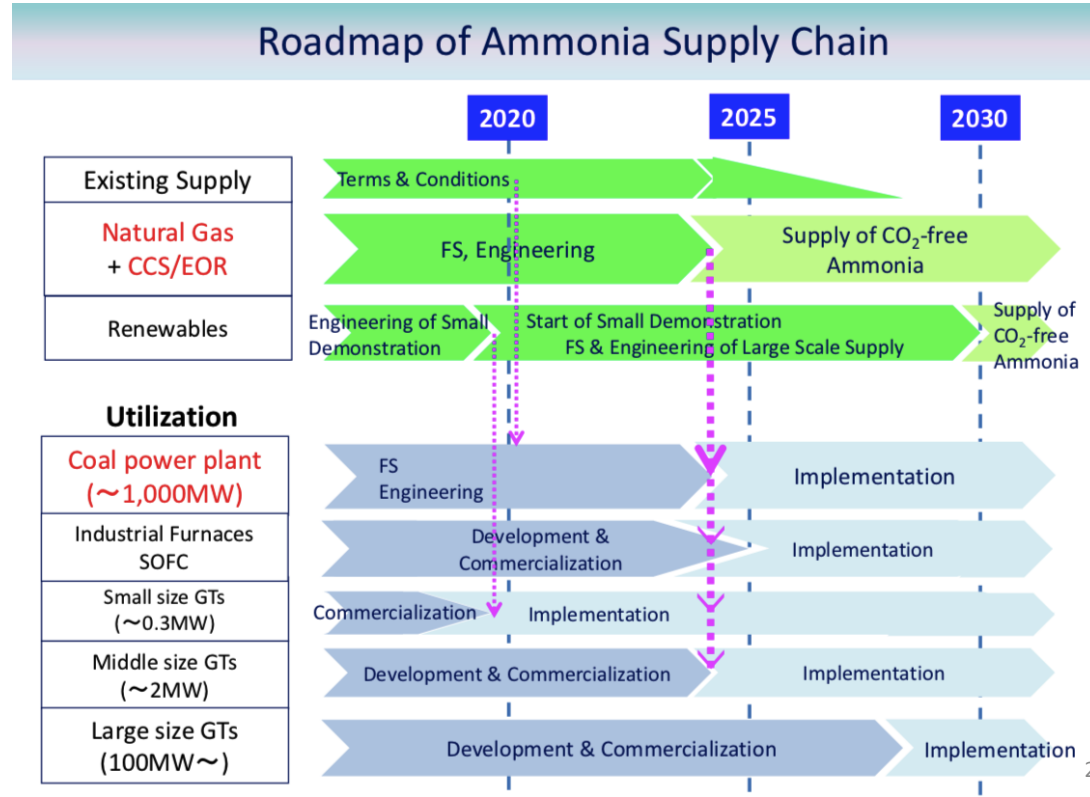 Roadmap of Ammonia Supply Chain
2020
2025
2030
Existing Supply
Terms & Conditions
Natural Gas
+ CCS/EOR
FS, Engineering
Supply of CO₂-free
Ammonia
Renewables
Engineering of Small
Demonstration
Start of Small Demonstration
FS & Engineering of Large Scale Supply
Supply of
CO₂-free
Ammonia
Utilization
Coal power plant
(～1,000MW)
FS
Engineering
Implementation
Industrial Furnaces
SOFC
Development &
Commercialization
Implementation
Small size GTs
(～0.3MW)
Commercialization
Implementation
Middle size GTs
(～2MW)
Development & Commercialization
Implementation
Large size GTs
(100MW～)
Development & Commercialization
Implementation
2